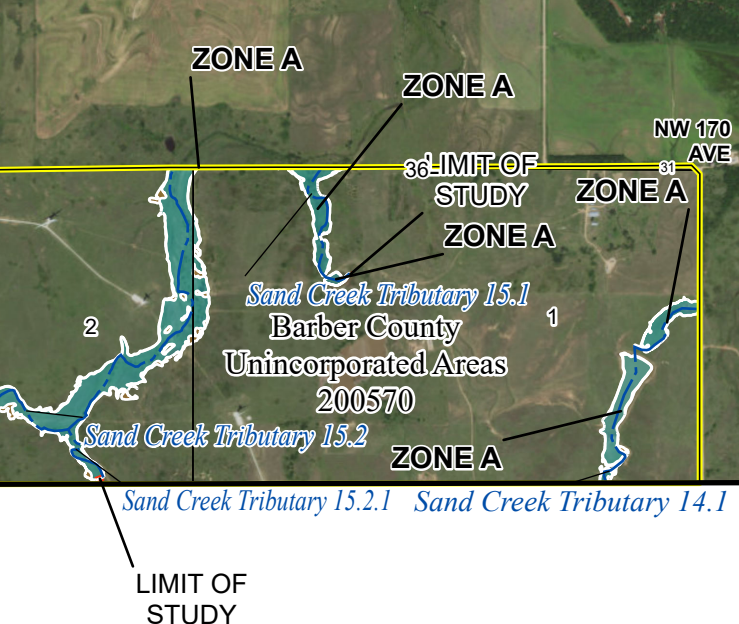 ZONE A
ZONE A
NW 170
AVE
36
LIMIT OF
STUDY
31
ZONE A
ZONE A
Sand Creek Tributary 15.1
2
Barber County
1
Unincorporated Areas
200570
Sand Creek Tributary 15.2
ZONE A
Sand Creek Tributary 15.2.1
Sand Creek Tributary 14.1
LIMIT OF
STUDY